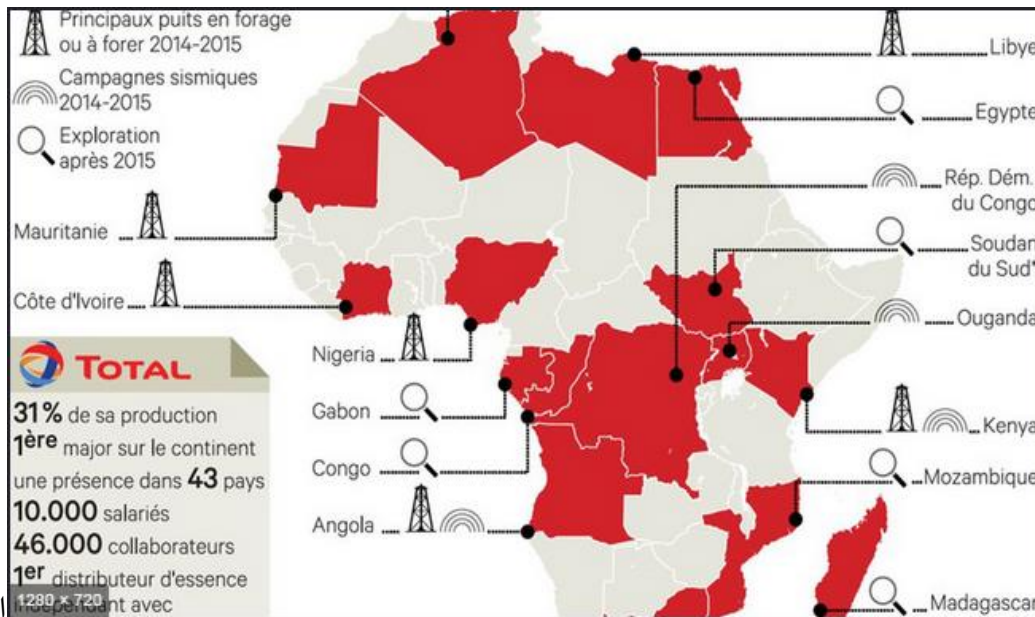 Principaux puits en forage
ou à forer 2014-2015
Campagnes sismiques
2014-2015
Exploration
après 2015
Mauritanie
Côte d'Ivoire
Nigeria
Gabon
Congo
Angola
Libye
Egypte
Rép. Dém.
du Congo
Soudan
du Sud*
Ouganda
Kenya
Mozambique
Madagascar
TOTAL
31 % de sa production
1ère major sur le continent
une présence dans 43 pays
10.000 salariés
46.000 collaborateurs
1er distributeur d'essence
indépendant avec
1280 × 720